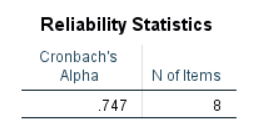 Reliability Statistics
Cronbach's
Alpha N of Items
.747 8